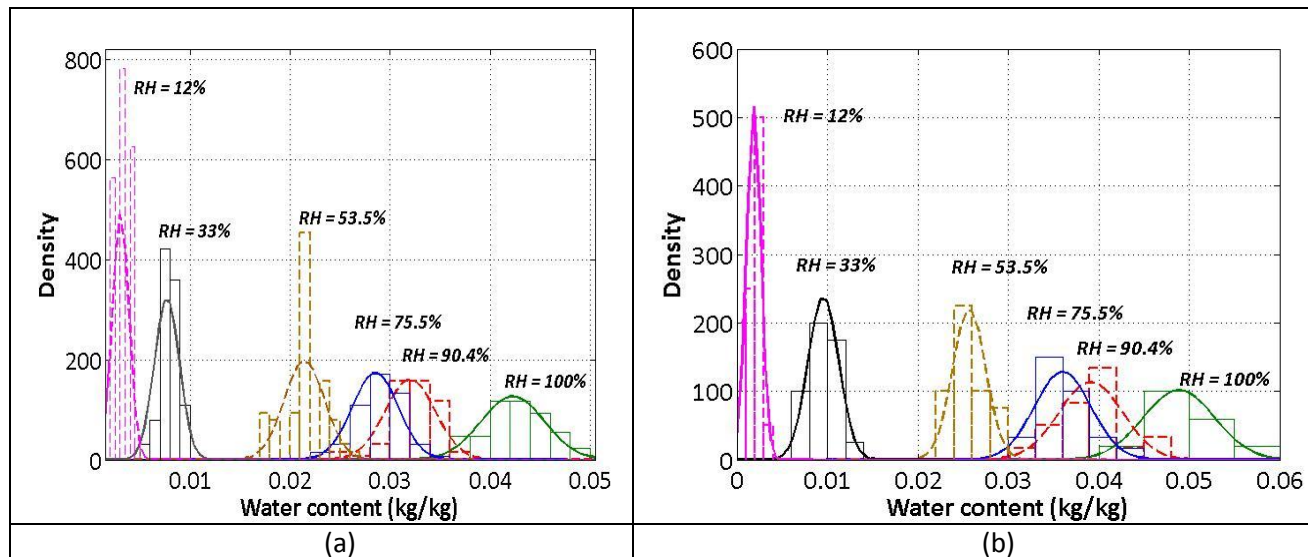 800
600
400
200
0
Density
RH = 12%
RH = 33%
RH = 53.5%
RH = 75.5%
RH = 90.4%
RH = 100%
0.01 0.02 0.03 0.04 0.05
Water content (kg/kg)
(a)
600
500
400
300
200
100
0
Density
RH = 12%
RH = 33%
RH = 53.5%
RH = 75.5%
RH = 90.4%
RH = 100%
0 0.01 0.02 0.03 0.04 0.05 0.06
Water content (kg/kg)
(b)